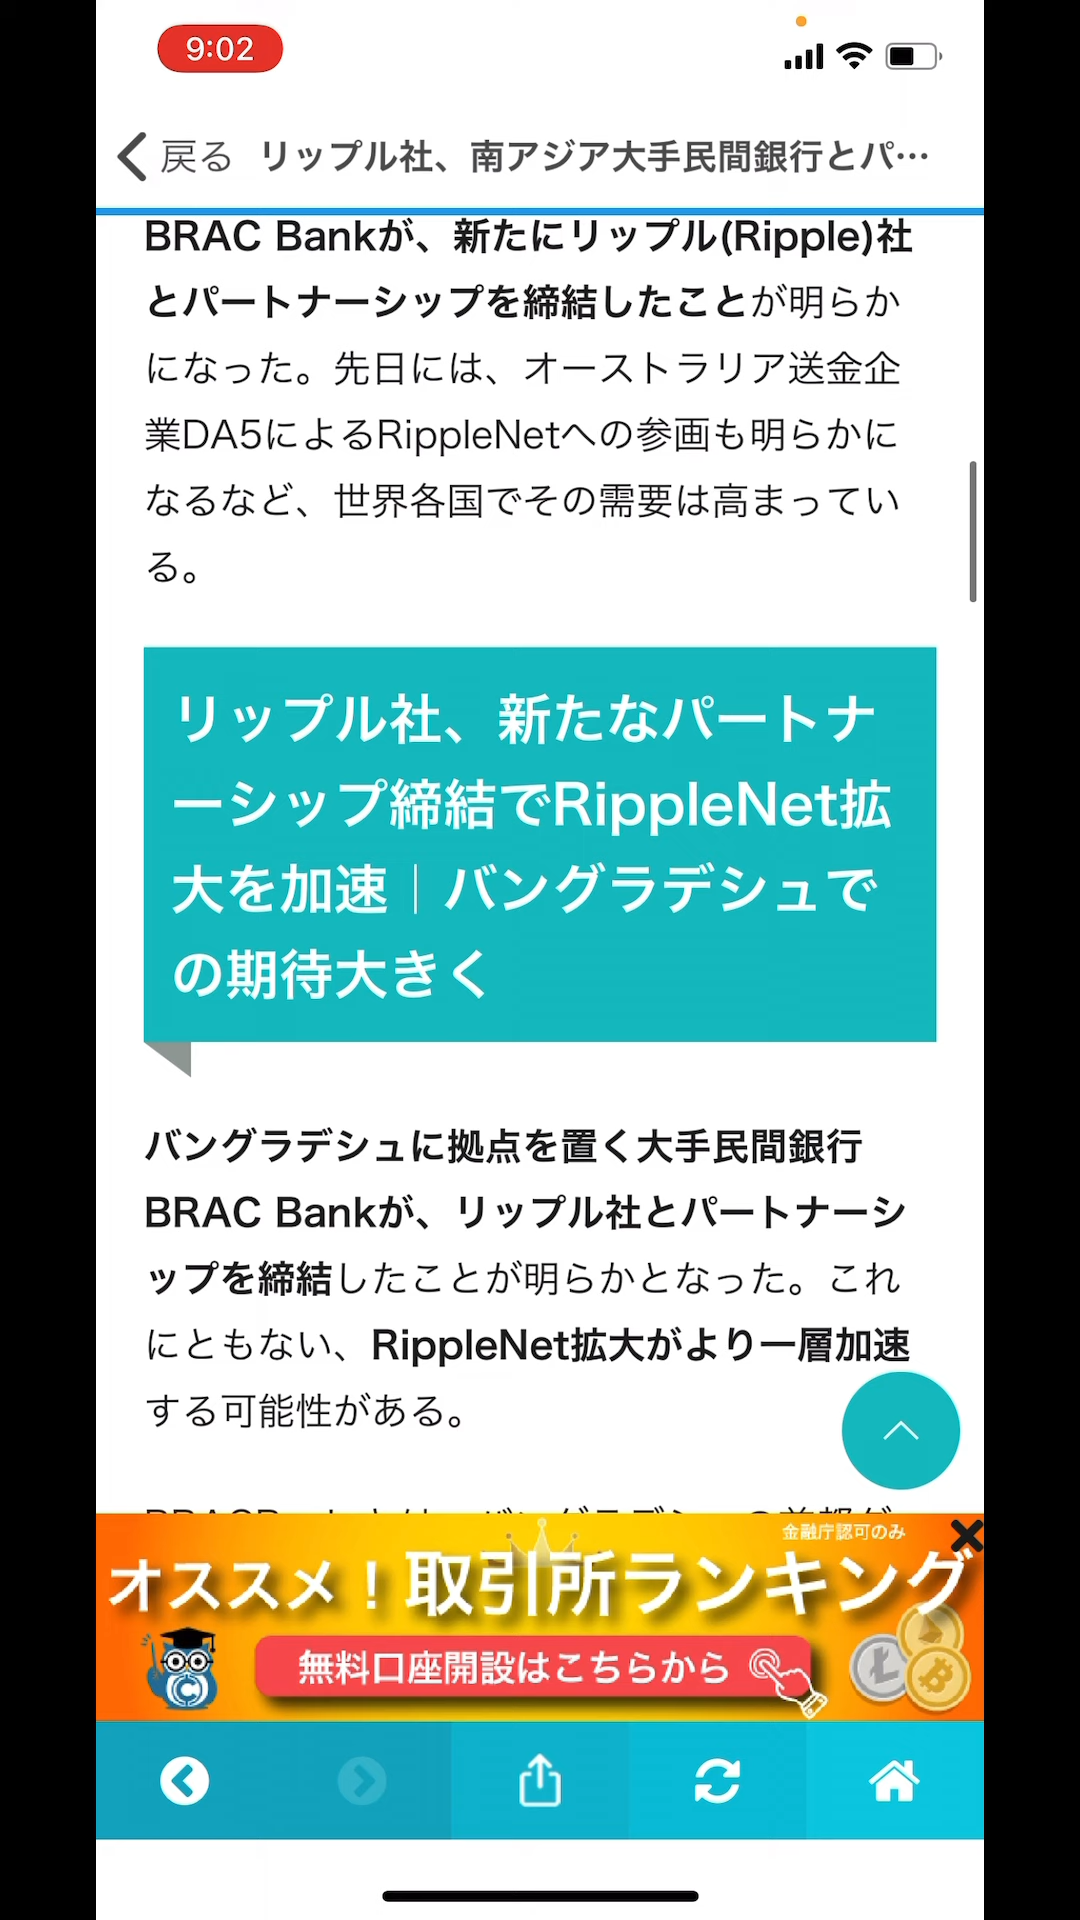 9:02
戻る リップル社、南アジア大手民間銀行とパ…
BRAC Bankが、新たにリップル(Ripple)社
とパートナーシップを締結したことが明らか
になった。先日には、オーストラリア送金企
業DA5によるRippleNetへの参画も明らかに
なるなど、世界各国でその需要は高まってい
る。
リップル社、新たなパートナ
ーシップ締結でRippleNet拡
大を加速｜バングラデシュで
の期待大きく
バングラデシュに拠点を置く大手民間銀行
BRAC Bankが、リップル社とパートナーシ
ップを締結したことが明らかとなった。これ
にともない、RippleNet拡大がより一層加速
する可能性がある。
金融庁認可のみ
オススメ！取引所ランキング
無料口座開設はこちらから